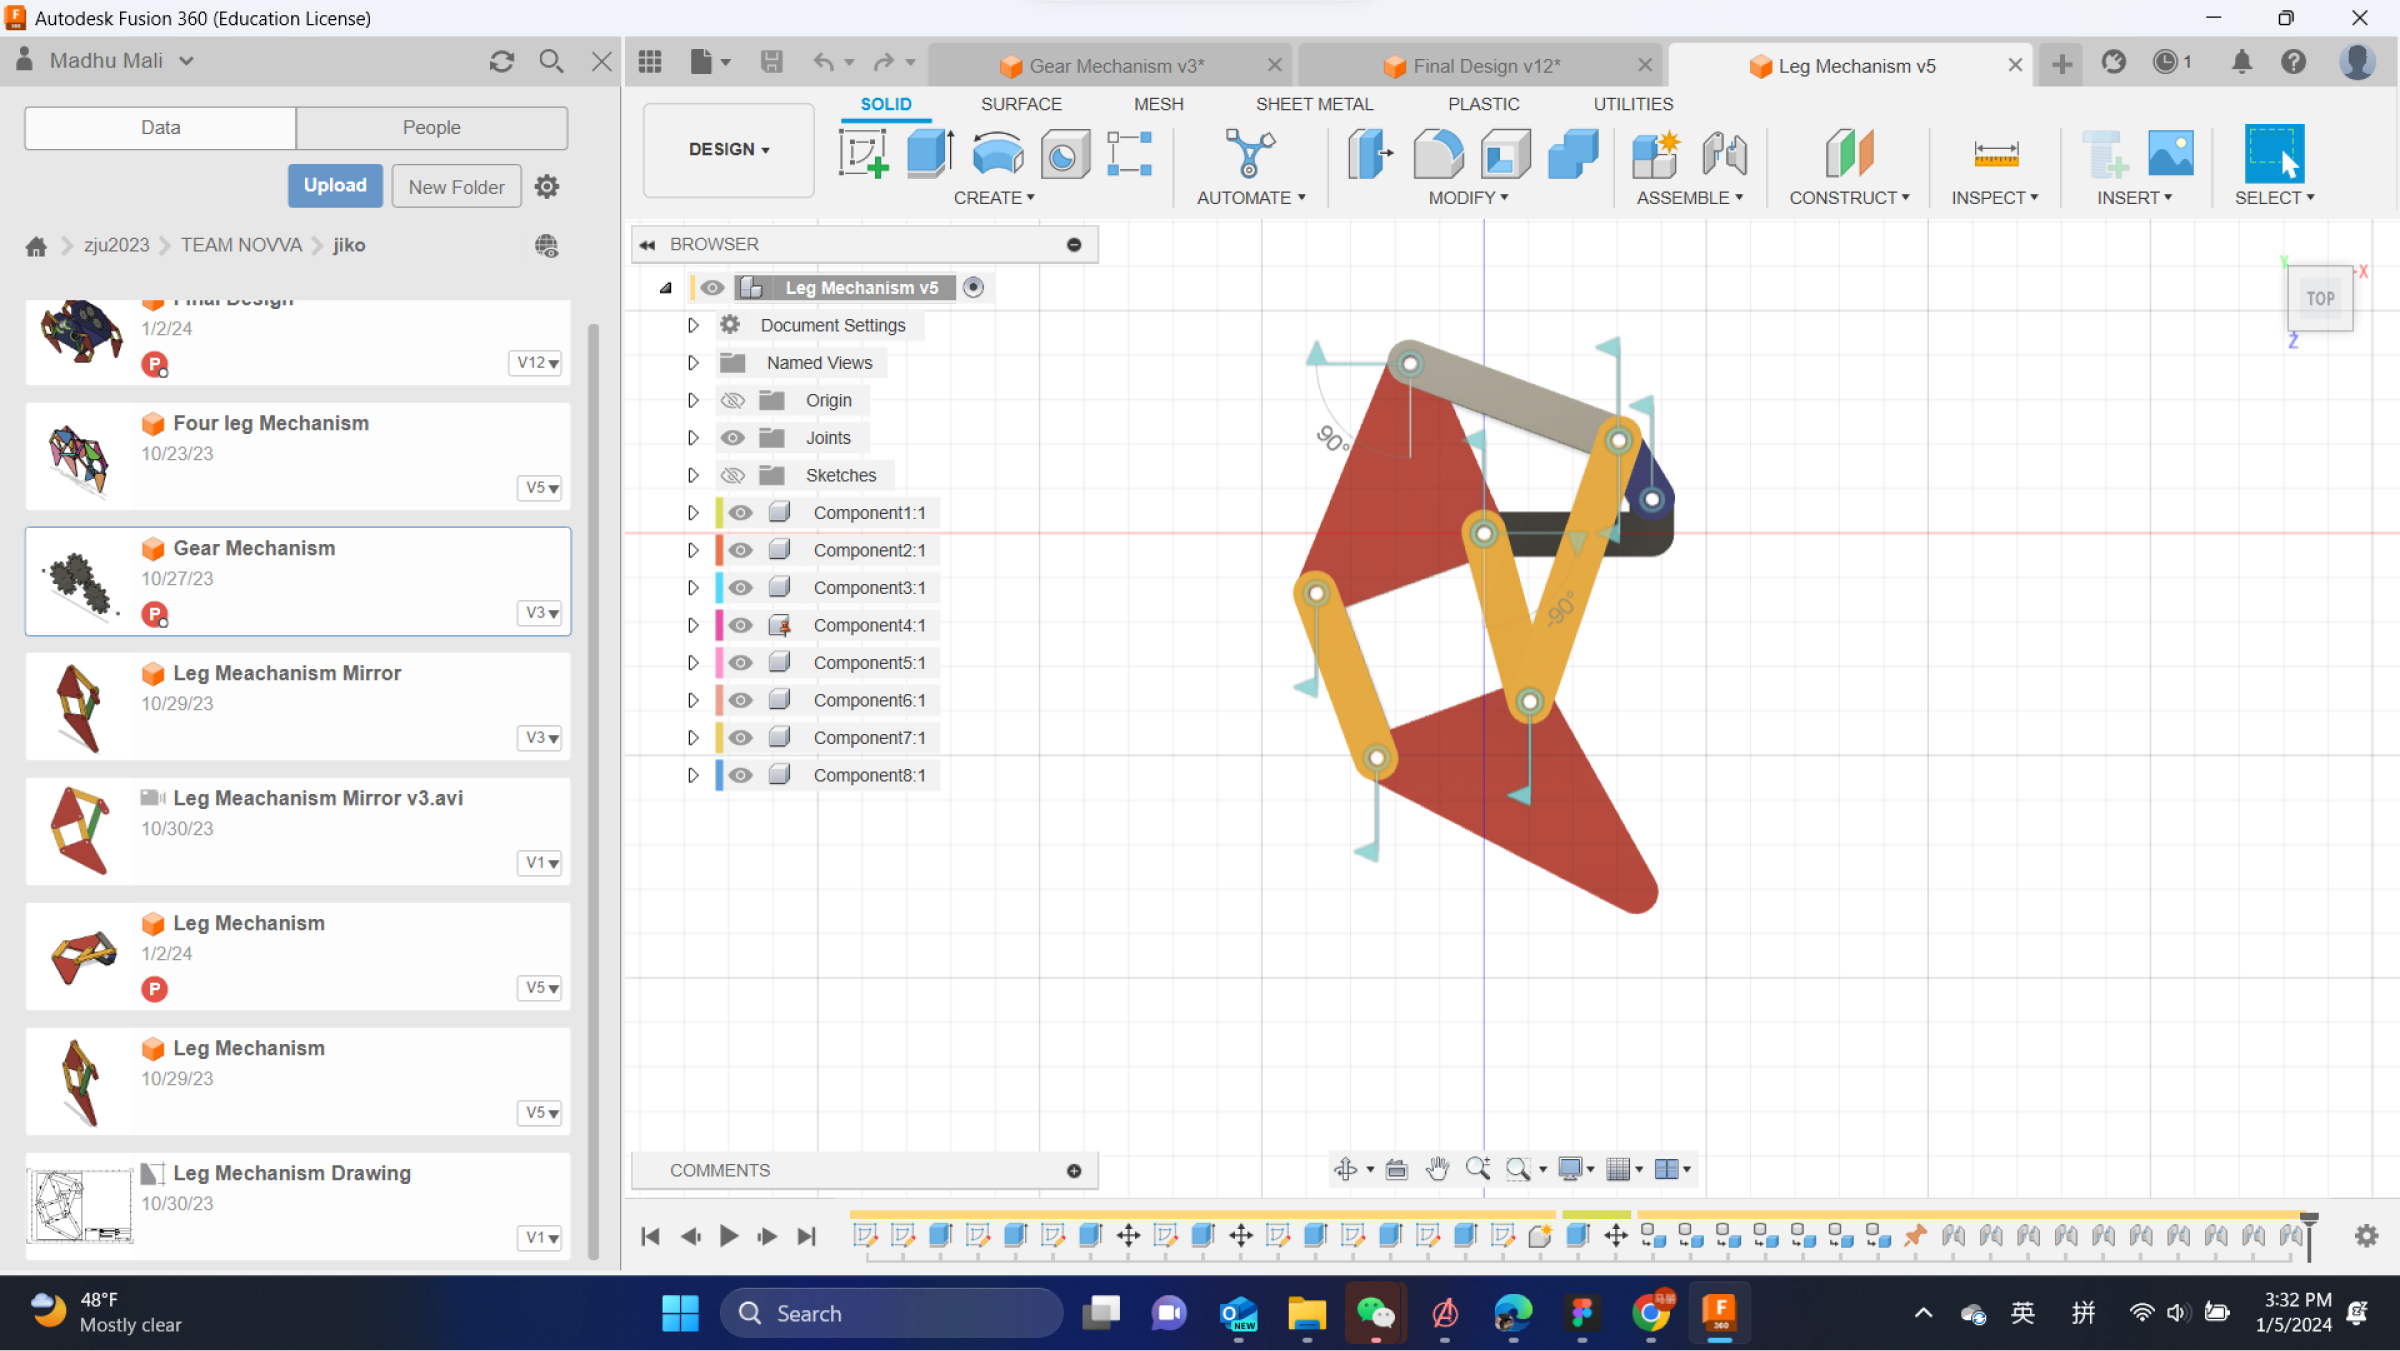 Autodesk Fusion 360 (Education License)
Madhu Mali
Gear Mechanism v3*
Final Design v12*
Leg Mechanism v5
1
Data
People
Upload
New Folder
zju2023
TEAM NOVVA
jiko
Final Design
1/2/24
V12
Four leg Mechanism
10/23/23
V5
Gear Mechanism
10/27/23
V3
Leg Meachanism Mirror
10/29/23
V3
Leg Meachanism Mirror v3.avi
10/30/23
V1
Leg Mechanism
1/2/24
V5
Leg Mechanism
10/29/23
V5
Leg Mechanism Drawing
10/30/23
V1
DESIGN
SOLID
SURFACE
MESH
SHEET METAL
PLASTIC
UTILITIES
CREATE
AUTOMATE
MODIFY
ASSEMBLE
CONSTRUCT
INSPECT
INSERT
SELECT
BROWSER
Leg Mechanism v5
Document Settings
Named Views
Origin
Joints
Sketches
Component1:1
Component2:1
Component3:1
Component4:1
Component5:1
Component6:1
Component7:1
Component8:1
90°
-90°
Y
X
TOP
Z
COMMENTS
48°F
Mostly clear
Search
NEW
马丽
F
360
英
拼
3:32 PM
1/5/2024